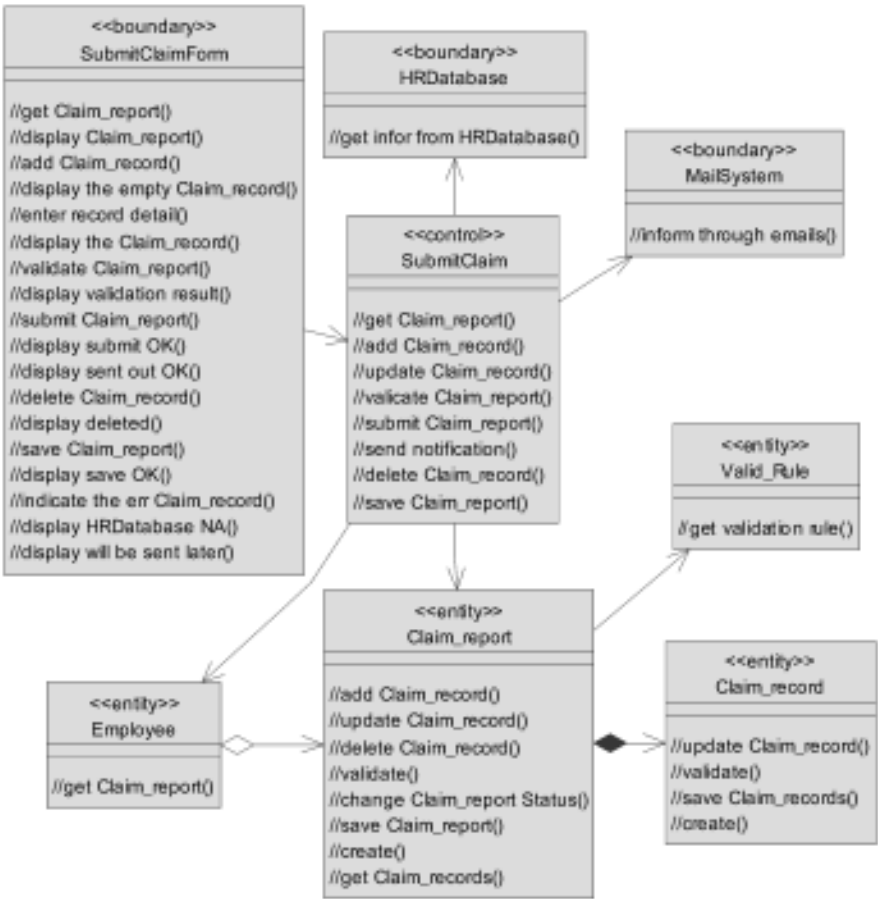 <<boundary>>
SubmitClaimForm
//get Claim_report()
//display Claim_report()
//add Claim_record()
//display the empty Claim_record()
//enter record detail()
//display the Claim_record()
//validate Claim_report()
//display validation result()
//submit Claim_report()
//display submit OK()
//display sent out OK()
//delete Claim_record()
//display deleted()
//save Claim_report()
//display save OK()
//indicate the err Claim_record()
//display HRDatabase NA()
//display will be sent later()
<<boundary>>
HRDatabase
//get infor from HRDatabase()
<<boundary>>
MailSystem
//inform through emails()
<<control>>
SubmitClaim
//get Claim_report()
//add Claim_record()
//update Claim_record()
//valicate Claim_report()
//submit Claim_report()
//send notification()
//delete Claim_record()
//save Claim_report()
<<entity>>
Valid_Rule
//get validation rule()
<<entity>>
Employee
//get Claim_report()
<<entity>>
Claim_report
//add Claim_record()
//update Claim_record()
//delete Claim_record()
//validate()
//change Claim_report Status()
//save Claim_report()
//create()
//get Claim_records()
<<entity>>
Claim_record
//update Claim_record()
//validate()
//save Claim_records()
//create()